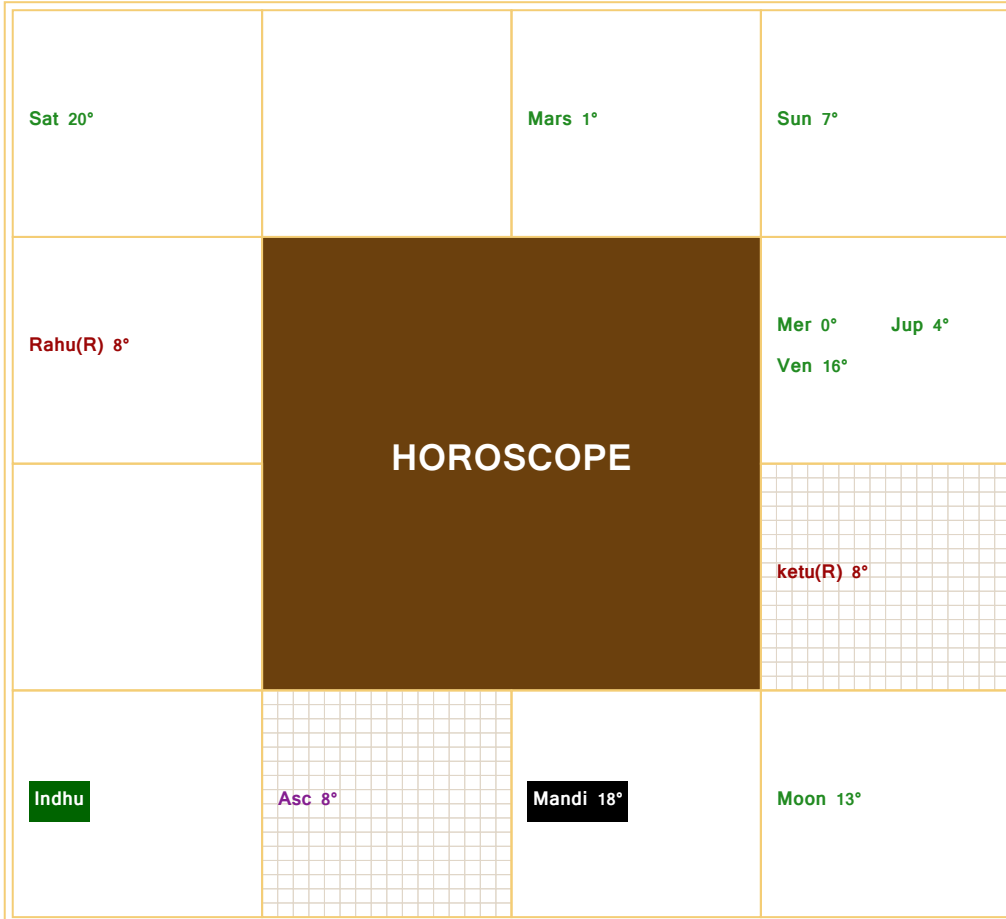 Sat 20°
Mars 1°
Sun 7°
Rahu(R) 8°
Mer 0° Jup 4°
Ven 16°
HOROSCOPE
ketu(R) 8°
Indhu
Asc 8°
Mandi 18°
Moon 13°